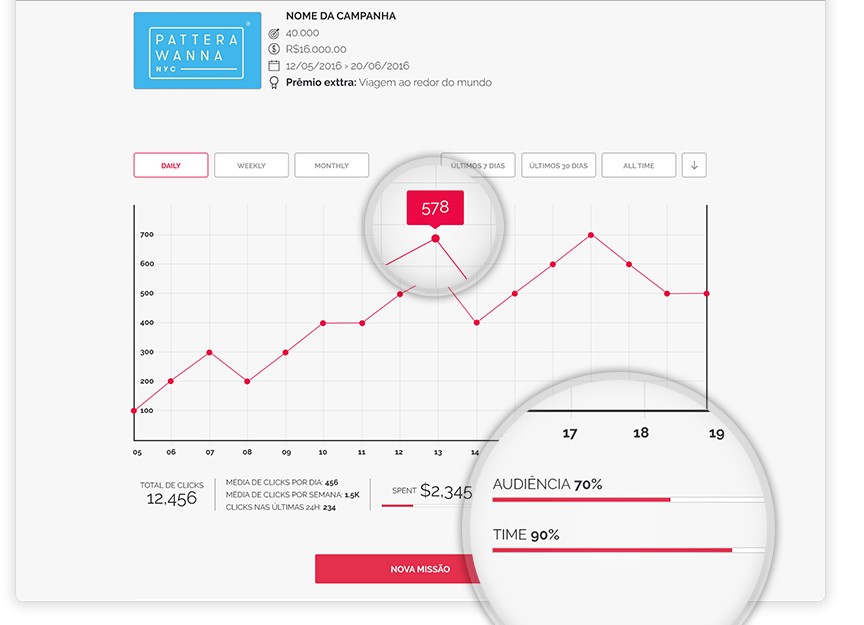 NOME DA CAMPANHA
PATTERA ®
WANNA
NYC
40.000
R$16.000,00
12/05/2016 > 20/06/2016
Prêmio exttra: Viagem ao redor do mundo
DAILY WEEKLY MONTHLY ÚLTIMOS 7 DIAS ÚLTIMOS 30 DIAS ALL TIME
578
700
600
500
400
300
200
100
05 06 07 08 09 10 11 12 13 14
17 18 19
TOTAL DE CLICKS
12,456
MÉDIA DE CLICKS POR DIA: 456
MÉDIA DE CLICKS POR SEMANA: 1.5K
CLICKS NAS ÚLTIMAS 24H: 234
SPENT $2,345
AUDIÊNCIA 70%
TIME 90%
NOVA MISSÃO